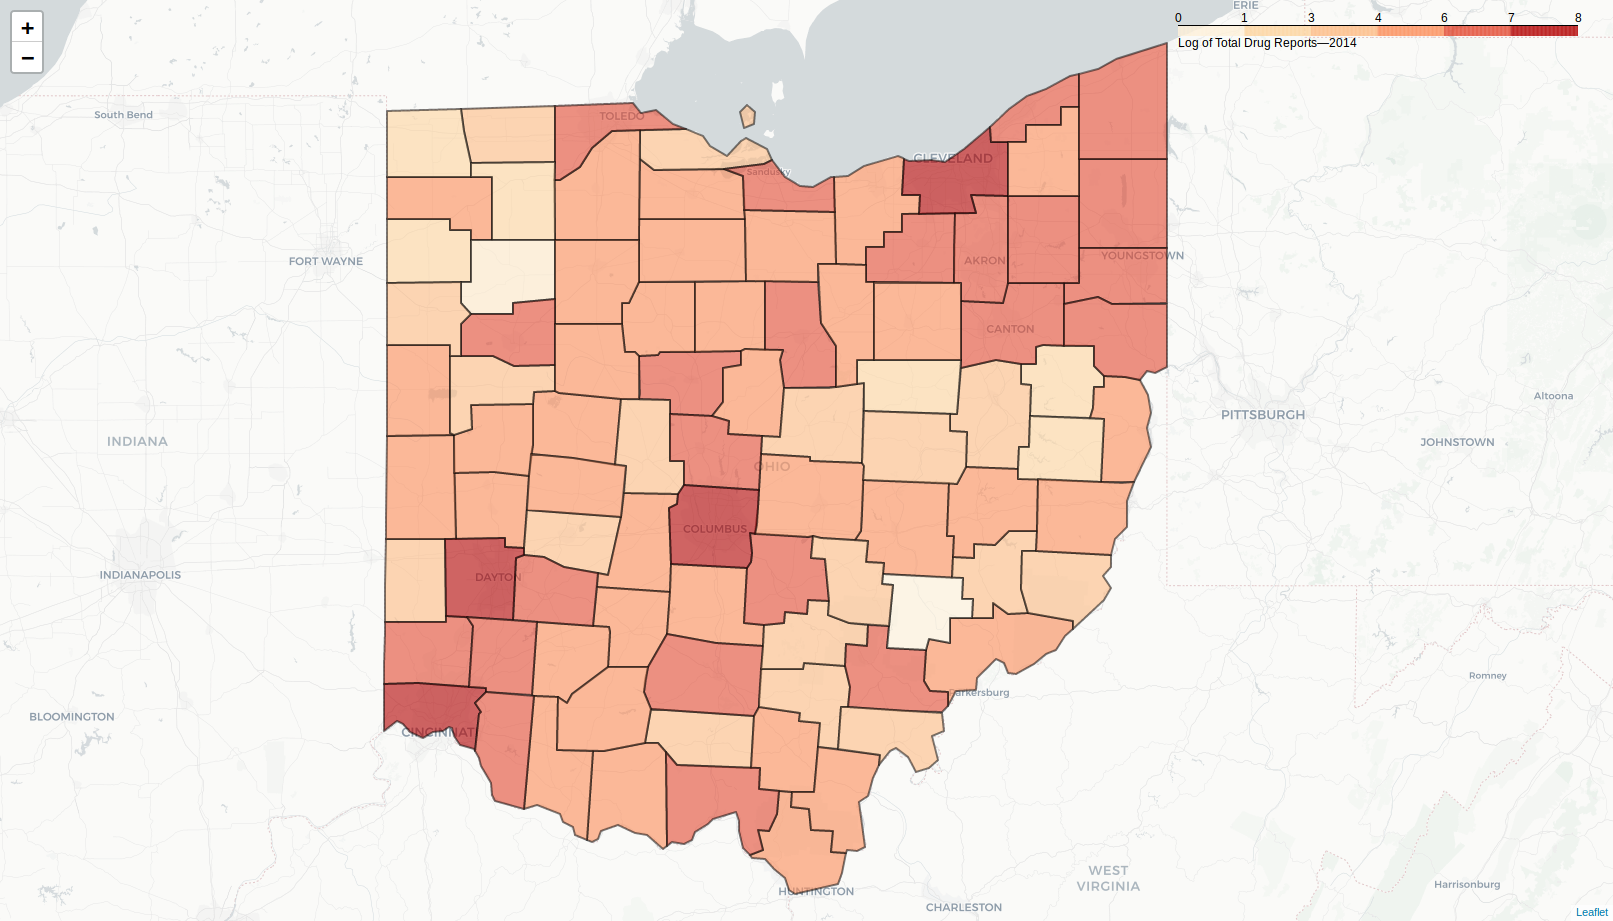 +
−
ERIE
0 1 3 4 6 7 8
Log of Total Drug Reports—2014
South Bend
TOLEDO
CLEVELAND
Sandusky
FORT WAYNE
AKRON
YOUNGSTOWN
CANTON
Altoona
PITTSBURGH
INDIANA
JOHNSTOWN
OHIO
COLUMBUS
INDIANAPOLIS
DAYTON
Romney
arkersburg
BLOOMINGTON
CINCINNAT
WEST
VIRGINIA
Harrisonburg
HUNTINGTON
CHARLESTON
Leaflet